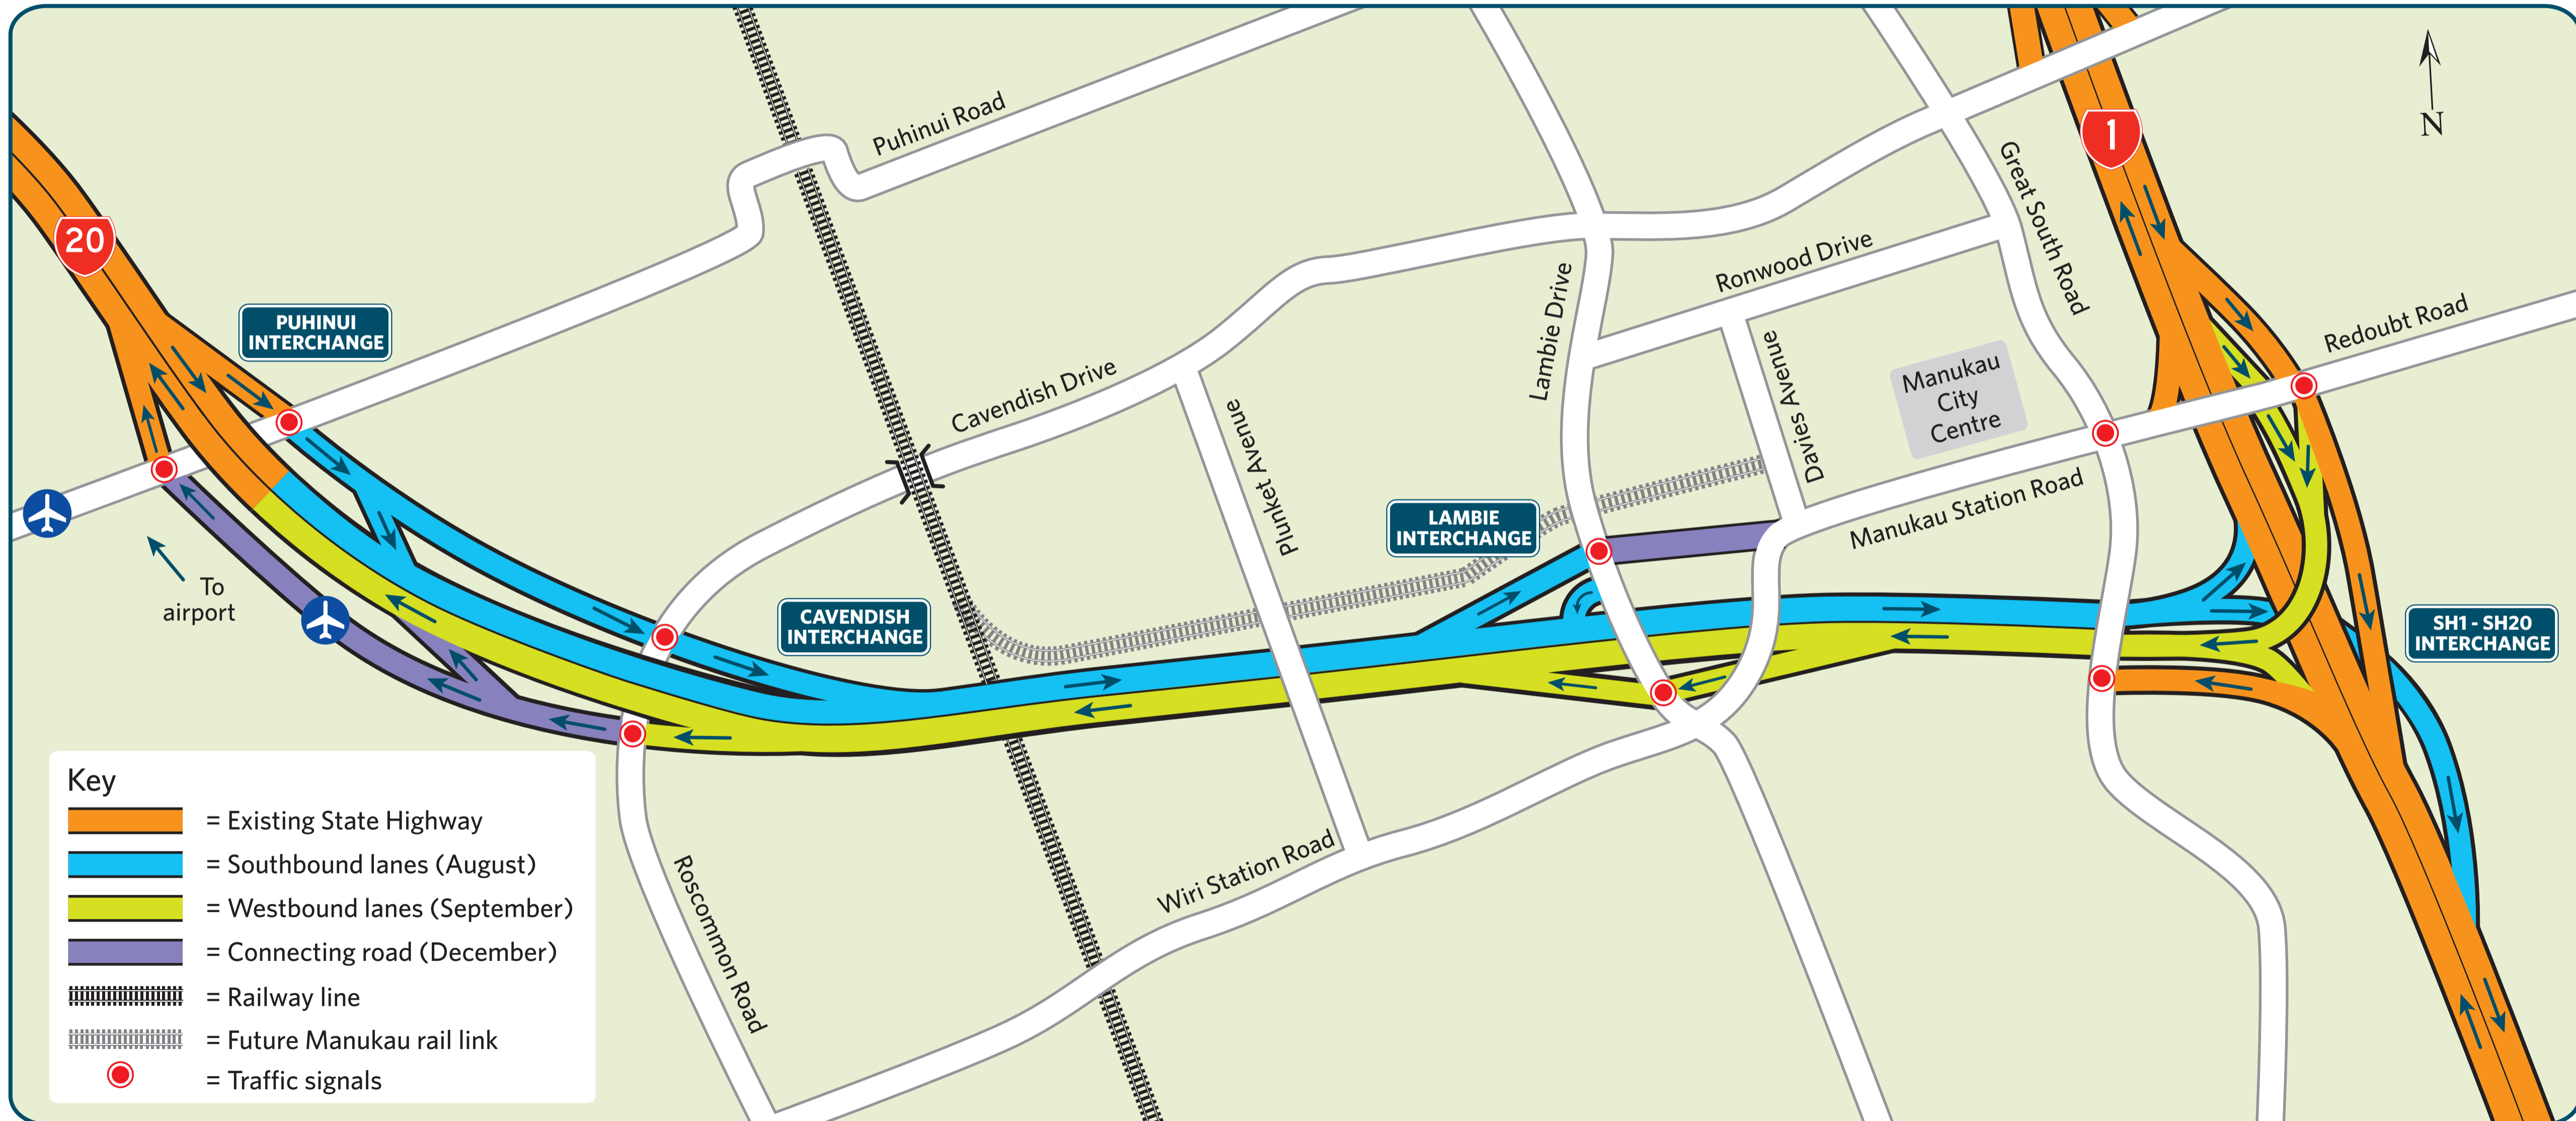 1
N
Puhinui Road
Great South Road
20
PUHINUI
INTERCHANGE
Ronwood Drive
Lambie Drive
Redoubt Road
Cavendish Drive
Davies Avenue
Manukau
City
Centre
Plunket Avenue
Manukau Station Road
LAMBIE
INTERCHANGE
To
airport
CAVENDISH
INTERCHANGE
SH1 - SH20
INTERCHANGE
Wiri Station Road
Roscommon Road
Key
= Existing State Highway
= Southbound lanes (August)
= Westbound lanes (September)
= Connecting road (December)
= Railway line
= Future Manukau rail link
= Traffic signals